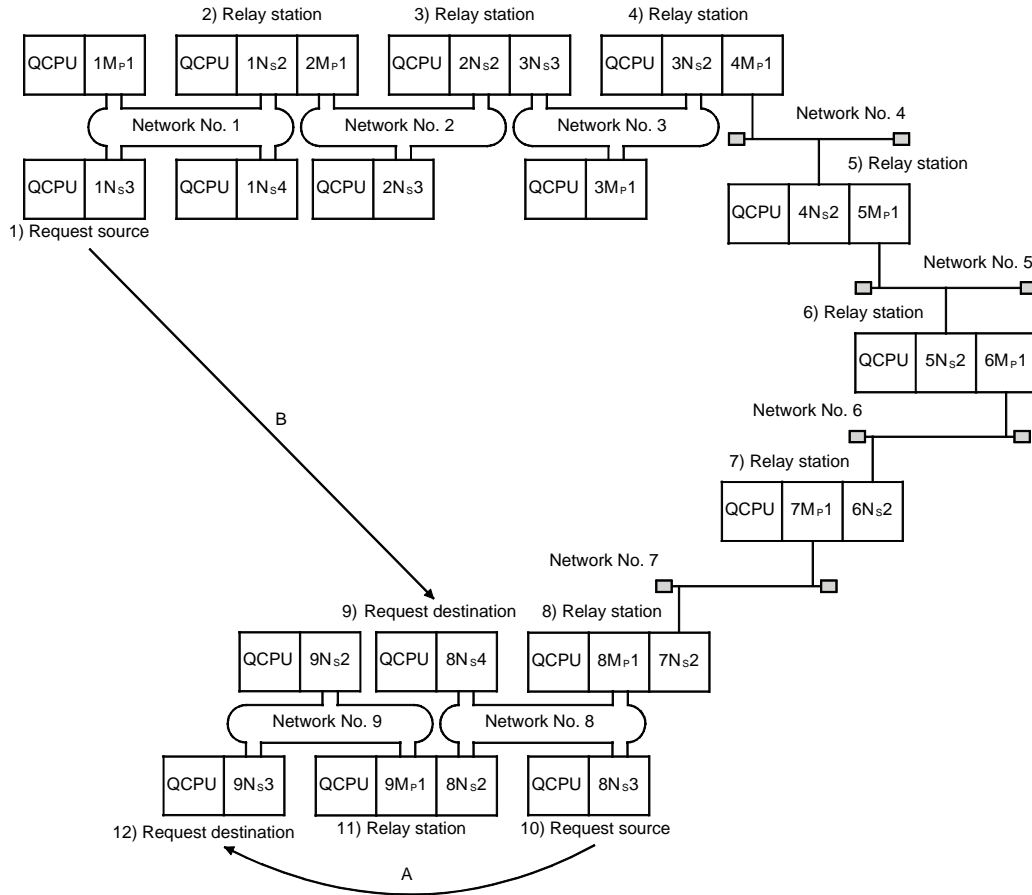 2) Relay station
3) Relay station
4) Relay station
QCPU 1MP1
QCPU 1NS2 2MP1
QCPU 2NS2 3NS3
QCPU 3NS2 4MP1
Network No. 1
Network No. 2
Network No. 3
Network No. 4
QCPU 1NS3
QCPU 1NS4
QCPU 2NS3
QCPU 3MP1
5) Relay station
QCPU 4NS2 5MP1
1) Request source
Network No. 5
6) Relay station
QCPU 5NS2 6MP1
B
Network No. 6
7) Relay station
QCPU 7MP1 6NS2
Network No. 7
9) Request destination
8) Relay station
QCPU 9NS2
QCPU 8NS4
QCPU 8MP1 7NS2
Network No. 9
Network No. 8
QCPU 9NS3
QCPU 9MP1 8NS2
QCPU 8NS3
12) Request destination
11) Relay station
10) Request source
A